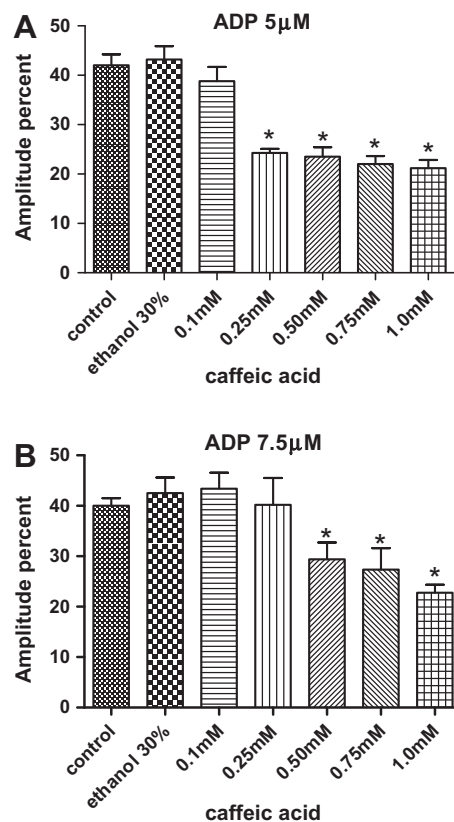 A
ADP 5μM
Amplitude percent
50
40
30
20
10
0
* * * *
control
ethanol 30%
0.1mM
0.25mM
0.50mM
0.75mM
1.0mM
caffeic acid
B
ADP 7.5μM
Amplitude percent
50
40
30
20
10
0
* * *
control
ethanol 30%
0.1mM
0.25mM
0.50mM
0.75mM
1.0mM
caffeic acid